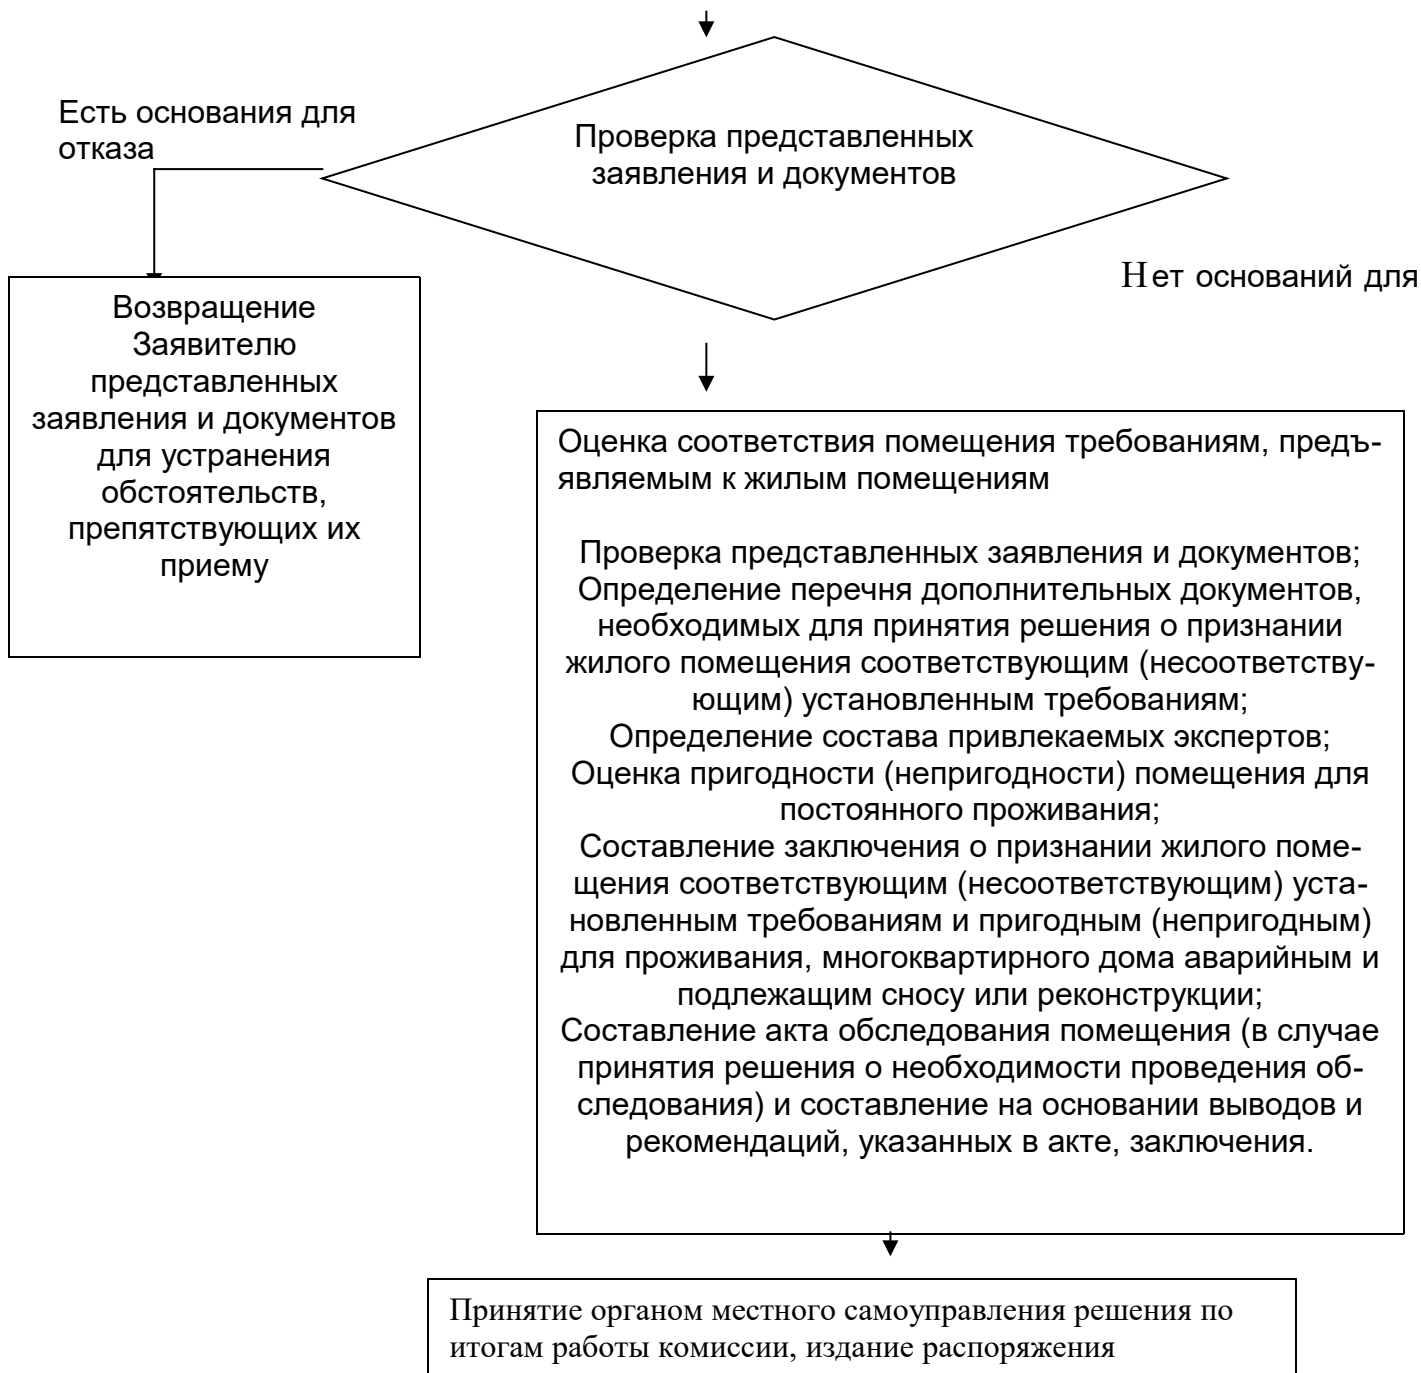 Есть основания для
отказа
Проверка представленных
заявления и документов
Нет оснований для
Возвращение
Заявителю
представленных
заявления и документов
для устранения
обстоятельств,
препятствующих их
приему
Оценка соответствия помещения требованиям, предъ-
являемым к жилым помещениям
Проверка представленных заявления и документов;
Определение перечня дополнительных документов,
необходимых для принятия решения о признании
жилого помещения соответствующим (несоответству-
ющим) установленным требованиям;
Определение состава привлекаемых экспертов;
Оценка пригодности (непригодности) помещения для
постоянного проживания;
Составление заключения о признании жилого поме-
щения соответствующим (несоответствующим) уста-
новленным требованиям и пригодным (непригодным)
для проживания, многоквартирного дома аварийным и
подлежащим сносу или реконструкции;
Составление акта обследования помещения (в случае
принятия решения о необходимости проведения об-
следования) и составление на основании выводов и
рекомендаций, указанных в акте, заключения.
Принятие органом местного самоуправления решения по
итогам работы комиссии, издание распоряжения